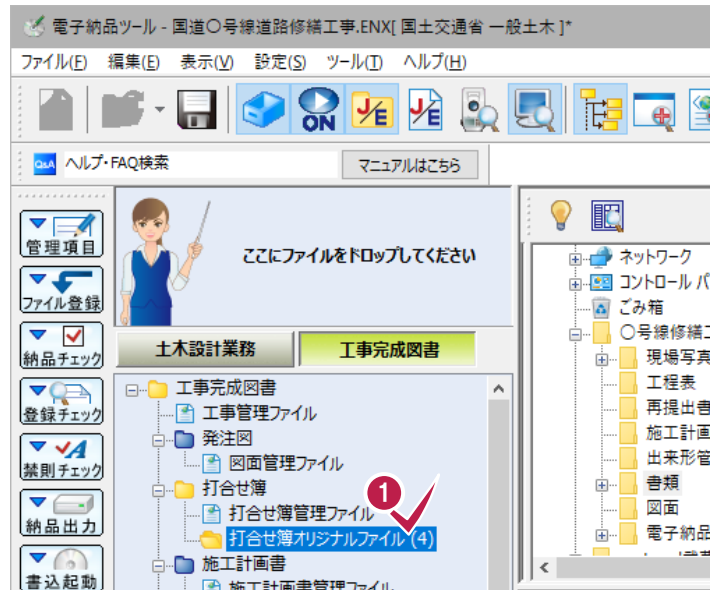 電子納品ツール - 国道〇号線道路修繕工事.ENX[ 国土交通省 一般土木 ]*
ファイル(F) 編集(E) 表示(V) 設定(S) ツール(T) ヘルプ(H)
ON J/E J/E
Q&A ヘルプ・FAQ検索 マニュアルはこちら
管理項目
ファイル登録
納品チェック
登録チェック
禁則チェック
納品出力
書込起動
ここにファイルをドロップしてください
土木設計業務 工事完成図書
工事完成図書
工事管理ファイル
発注図
図面管理ファイル
打合せ簿
1
打合せ簿管理ファイル
打合せ簿オリジナルファイル (4)
施工計画書
施工計画書管理ファイル
ネットワーク
コントロール パ
ごみ箱
〇号線修繕
現場写真
工程表
再提出書
施工計画
出来形管
書類
図面
電子納品